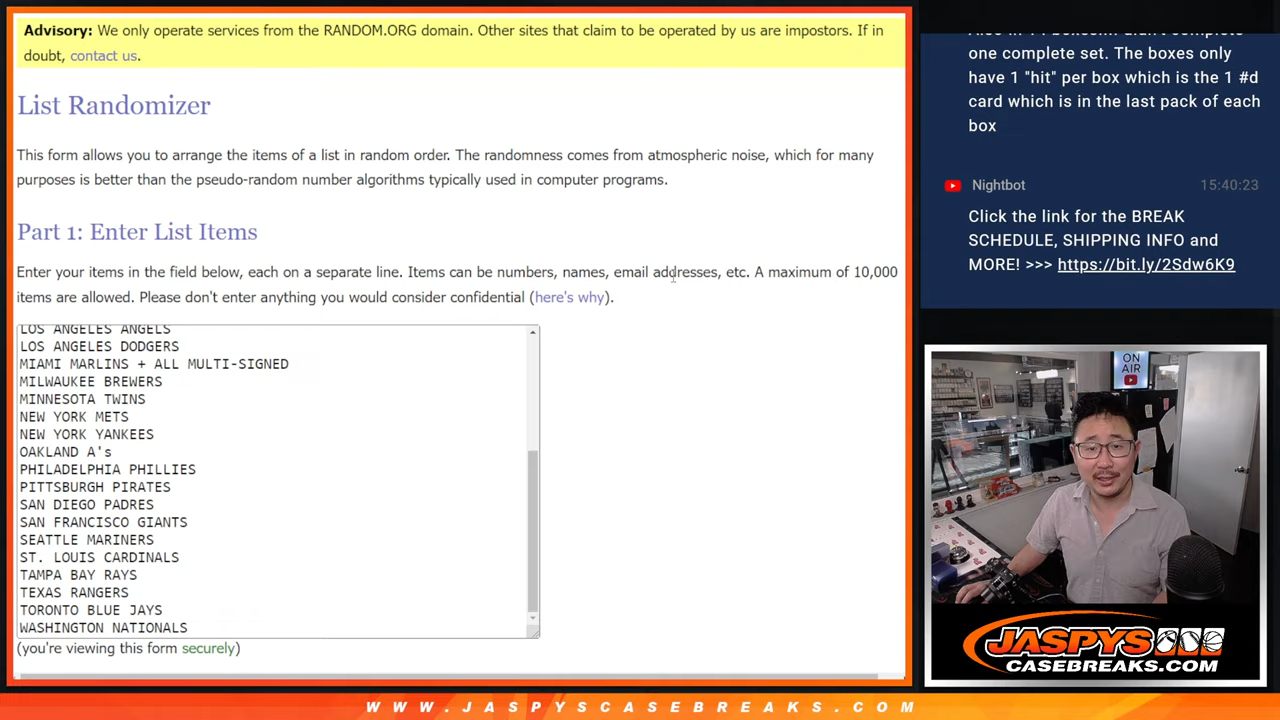 Advisory: We only operate services from the RANDOM.ORG domain. Other sites that claim to be operated by us are impostors. If in
doubt, contact us.
List Randomizer
This form allows you to arrange the items of a list in random order. The randomness comes from atmospheric noise, which for many
purposes is better than the pseudo-random number algorithms typically used in computer programs.
Part 1: Enter List Items
Enter your items in the field below, each on a separate line. Items can be numbers, names, email addresses, etc. A maximum of 10,000
items are allowed. Please don't enter anything you would consider confidential (here's why).
LOS ANGELES ANGELS
LOS ANGELES DODGERS
MIAMI MARLINS + ALL MULTI-SIGNED
MILWAUKEE BREWERS
MINNESOTA TWINS
NEW YORK METS
NEW YORK YANKEES
OAKLAND A's
PHILADELPHIA PHILLIES
PITTSBURGH PIRATES
SAN DIEGO PADRES
SAN FRANCISCO GIANTS
SEATTLE MARINERS
ST. LOUIS CARDINALS
TAMPA BAY RAYS
TEXAS RANGERS
TORONTO BLUE JAYS
WASHINGTON NATIONALS
(you're viewing this form securely)
one complete set. The boxes only
have 1 "hit" per box which is the 1 #d
card which is in the last pack of each
box
Nightbot 15:40:23
Click the link for the BREAK
SCHEDULE, SHIPPING INFO and
MORE! >>> https://bit.ly/2Sdw6K9
ON
AIR
JASPYS
CASEBREAKS.COM
WWW.JASPYSCASEBREAKS.COM